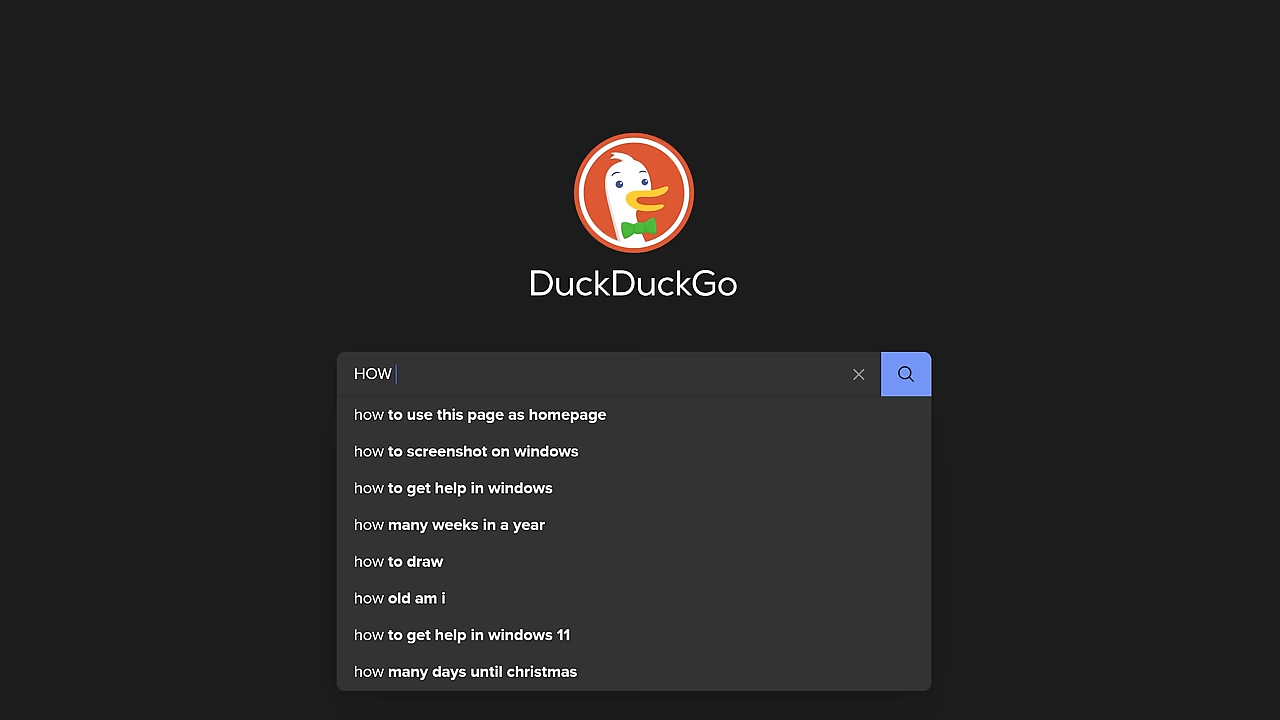 DuckDuckGo
HOW
how to use this page as homepage
how to screenshot on windows
how to get help in windows
how many weeks in a year
how to draw
how old am i
how to get help in windows 11
how many days until christmas